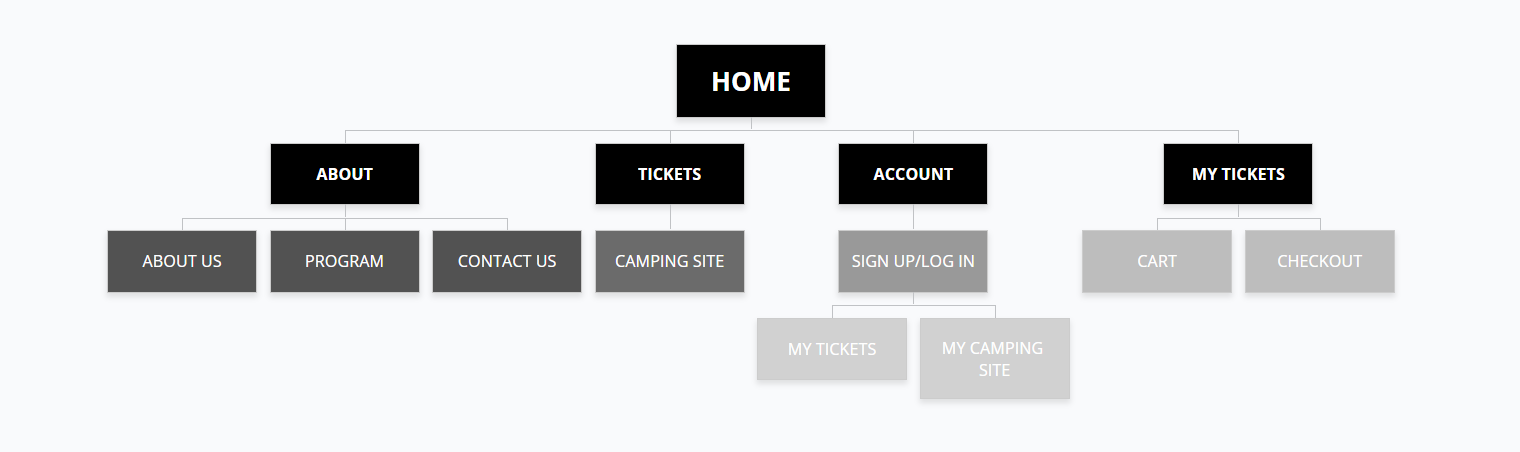 HOME
ABOUT
TICKETS
ACCOUNT
MY TICKETS
ABOUT US
PROGRAM
CONTACT US
CAMPING SITE
SIGN UP/LOG IN
CART
CHECKOUT
MY TICKETS
MY CAMPING
SITE